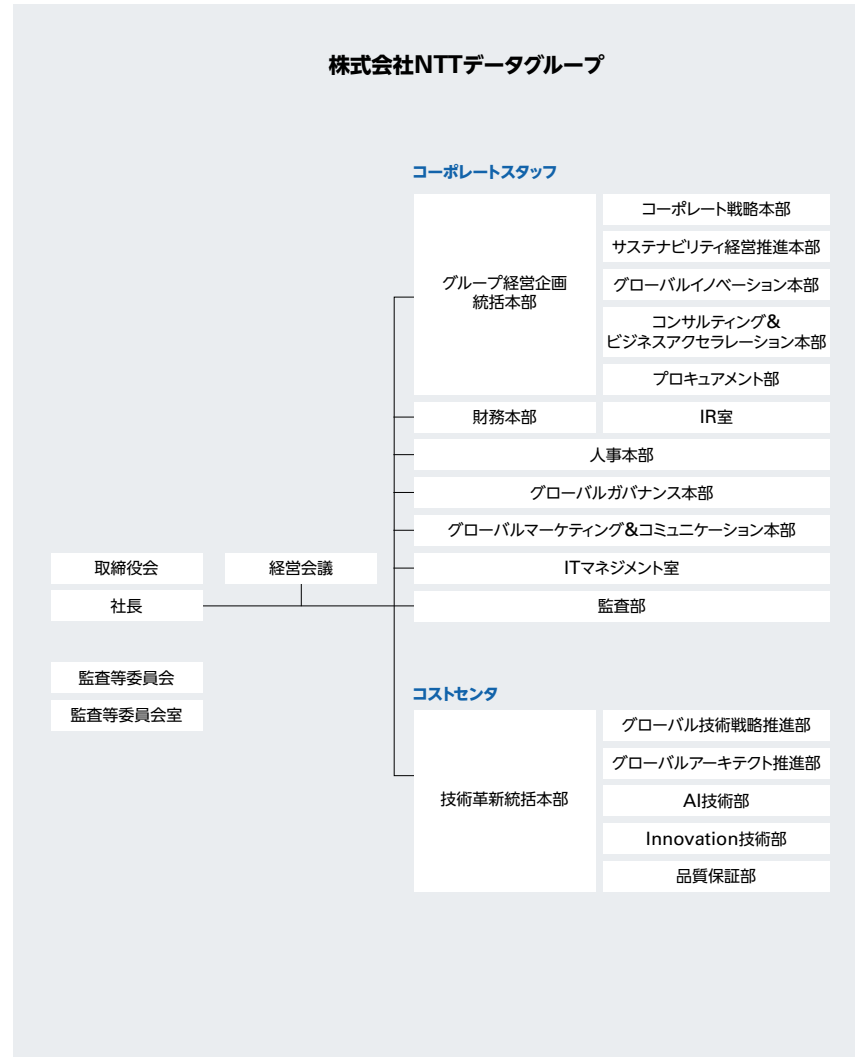 株式会社NTTデータグループ
コーポレートスタッフ
グループ経営企画
統括本部
コーポレート戦略本部
サステナビリティ経営推進本部
グローバルイノベーション本部
コンサルティング&
ビジネスアクセラレーション本部
プロキュアメント部
財務本部
IR室
人事本部
グローバルガバナンス本部
グローバルマーケティング&コミュニケーション本部
取締役会
経営会議
ITマネジメント室
社長
監査部
監査等委員会
監査等委員会室
コストセンタ
技術革新統括本部
グローバル技術戦略推進部
グローバルアーキテクト推進部
AI技術部
Innovation技術部
品質保証部